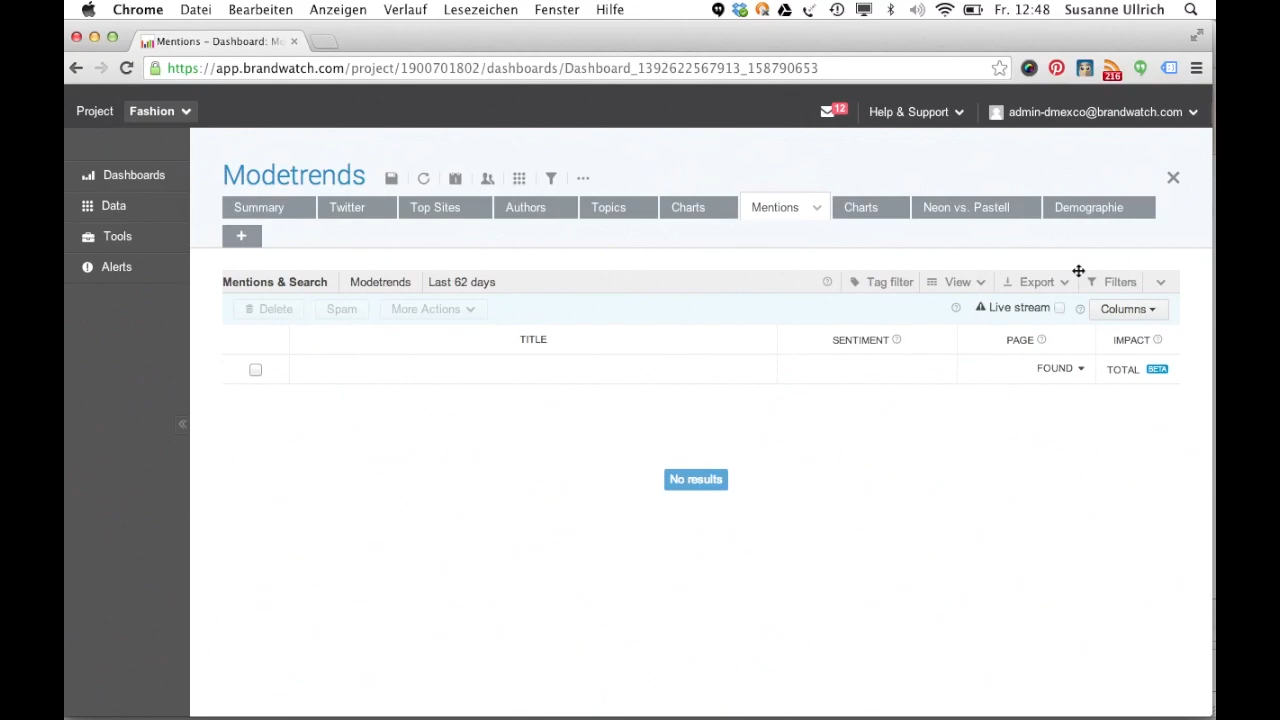 Chrome Datei Bearbeiten Anzeigen Verlauf Lesezeichen Fenster Hilfe Fr. 12:48 Susanne Ullrich
Mentions – Dashboard: Mo
https://app.brandwatch.com/project/1900701802/dashboards/Dashboard_1392622567913_158790653 216
Project Fashion 12 Help & Support admin-dmexco@brandwatch.com
Dashboards
Data
Tools
Alerts
Modetrends
Summary Twitter Top Sites Authors Topics Charts Mentions Charts Neon vs. Pastell Demographie
+
Mentions & Search Modetrends Last 62 days Tag filter View Export Filters
Delete Spam More Actions Live stream Columns
TITLE SENTIMENT PAGE IMPACT
FOUND TOTAL BETA
No results